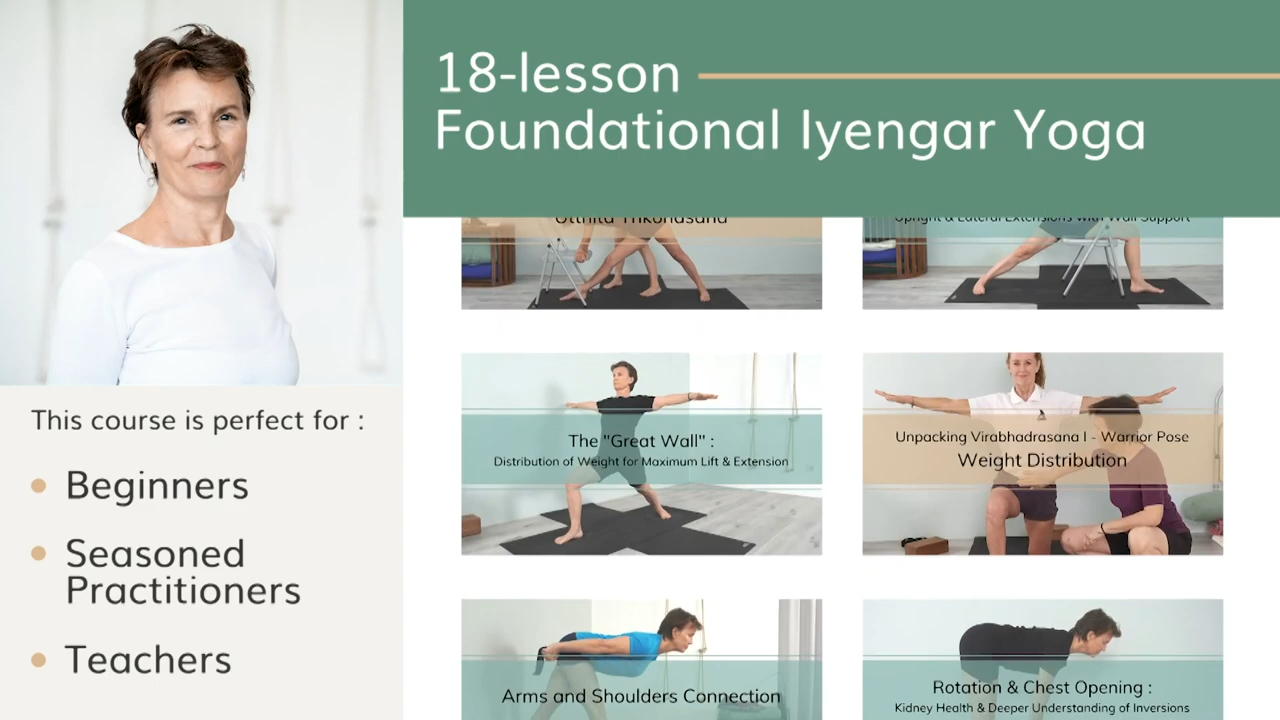 18-lesson
Foundational Iyengar Yoga
This course is perfect for :
Beginners
Seasoned
Practitioners
Teachers
Utthita Trikonasana
Upright & Lateral Extensions with Wall Support
The "Great Wall" :
Distribution of Weight for Maximum Lift & Extension
Unpacking Virabhadrasana I - Warrior Pose
Weight Distribution
Arms and Shoulders Connection
Rotation & Chest Opening :
Kidney Health & Deeper Understanding of Inversions